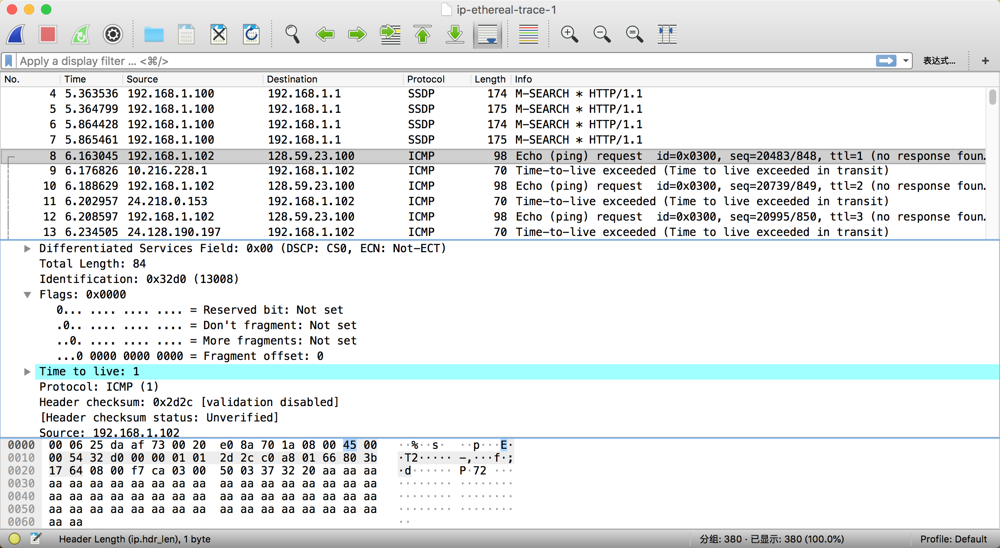 ip-ethereal-trace-1
Apply a display filter ... <⌘/>
表达式...
+
No. Time Source Destination Protocol Length Info
4 5.363536 192.168.1.100 192.168.1.1 SSDP 174 M-SEARCH * HTTP/1.1
5 5.364799 192.168.1.100 192.168.1.1 SSDP 175 M-SEARCH * HTTP/1.1
6 5.864428 192.168.1.100 192.168.1.1 SSDP 174 M-SEARCH * HTTP/1.1
7 5.865461 192.168.1.100 192.168.1.1 SSDP 175 M-SEARCH * HTTP/1.1
8 6.163045 192.168.1.102 128.59.23.100 ICMP 98 Echo (ping) request id=0x0300, seq=20483/848, ttl=1 (no response foun…
9 6.176826 10.216.228.1 192.168.1.102 ICMP 70 Time-to-live exceeded (Time to live exceeded in transit)
10 6.188629 192.168.1.102 128.59.23.100 ICMP 98 Echo (ping) request id=0x0300, seq=20739/849, ttl=2 (no response foun…
11 6.202957 24.218.0.153 192.168.1.102 ICMP 70 Time-to-live exceeded (Time to live exceeded in transit)
12 6.208597 192.168.1.102 128.59.23.100 ICMP 98 Echo (ping) request id=0x0300, seq=20995/850, ttl=3 (no response foun…
13 6.234505 24.128.190.197 192.168.1.102 ICMP 70 Time-to-live exceeded (Time to live exceeded in transit)
Differentiated Services Field: 0x00 (DSCP: CS0, ECN: Not-ECT)
Total Length: 84
Identification: 0x32d0 (13008)
Flags: 0x0000
0... .... .... .... = Reserved bit: Not set
.0.. .... .... .... = Don't fragment: Not set
..0. .... .... .... = More fragments: Not set
...0 0000 0000 0000 = Fragment offset: 0
Time to live: 1
Protocol: ICMP (1)
Header checksum: 0x2d2c [validation disabled]
[Header checksum status: Unverified]
Source: 192.168.1.102
0000 00 06 25 da af 73 00 20 e0 8a 70 1a 08 00 45 00 ··%··s· ··p···E·
0010 00 54 32 d0 00 00 01 01 2d 2c c0 a8 01 66 80 3b ·T2····· -,···f·;
0020 17 64 08 00 f7 ca 03 00 50 03 37 32 20 aa aa aa ·d······ P·72 ···
0030 aa aa aa aa aa aa aa aa aa aa aa aa aa aa aa aa ········ ········
0040 aa aa aa aa aa aa aa aa aa aa aa aa aa aa aa aa ········ ········
0050 aa aa aa aa aa aa aa aa aa aa aa aa aa aa aa aa ········ ········
0060 aa aa ··
Header Length (ip.hdr_len), 1 byte
分组: 380 · 已显示: 380 (100.0%)
Profile: Default